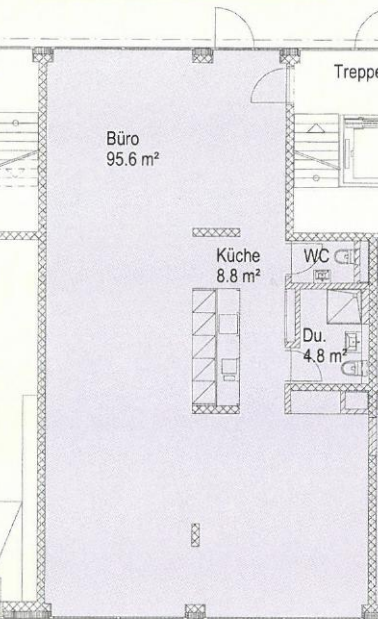 Treppe
Büro
95.6 m²
Küche
8.8 m²
WC
Du.
4.8 m²